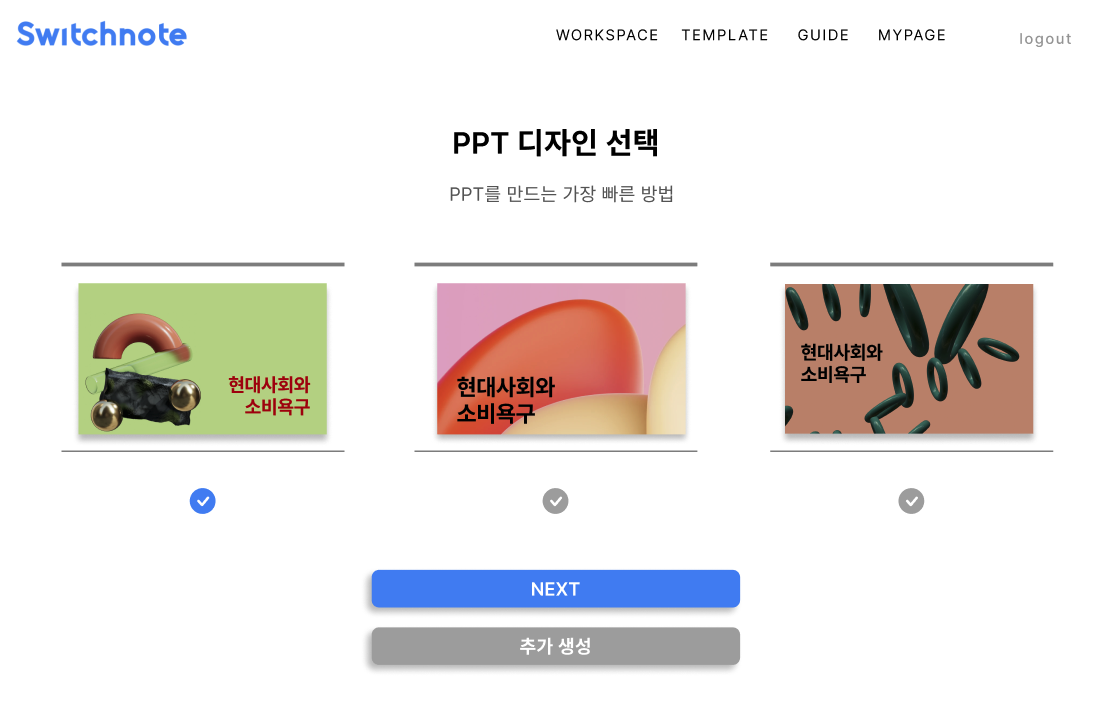 Switchnote
WORKSPACE TEMPLATE GUIDE MYPAGE logout
PPT 디자인 선택
PPT를 만드는 가장 빠른 방법
현대사회와
소비욕구
현대사회와
소비욕구
현대사회와
소비욕구
NEXT
추가 생성